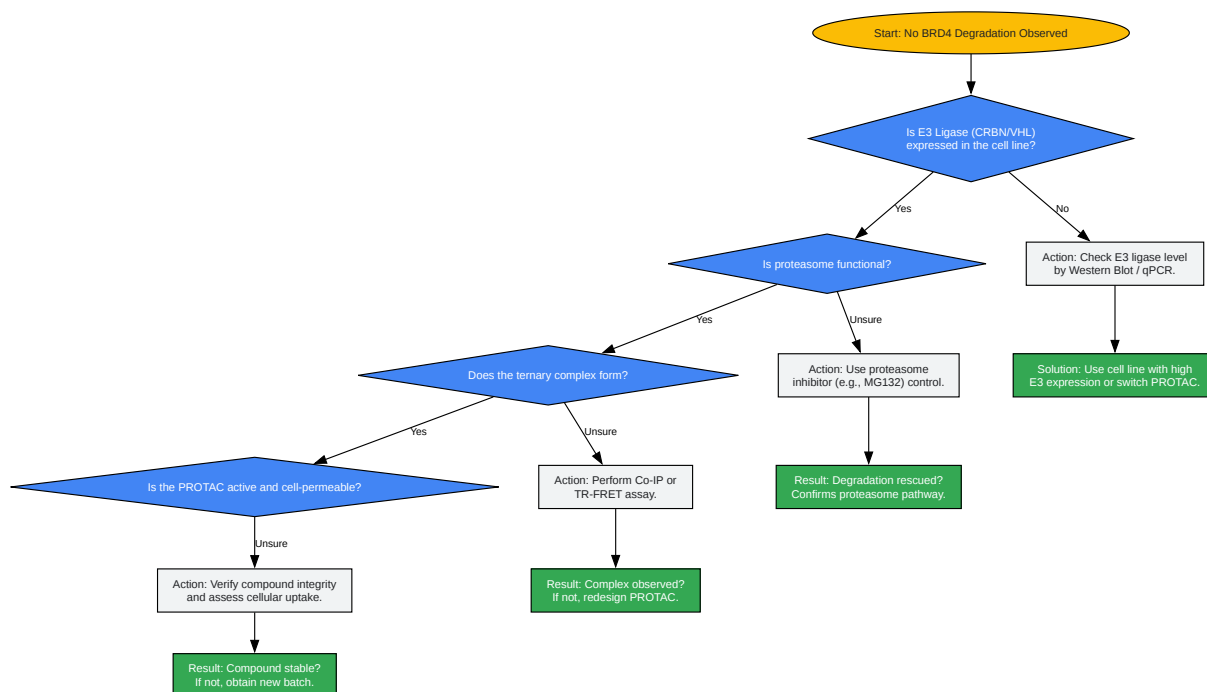 Start: No BRD4 Degradation Observed
Is E3 Ligase (CRBN/VHL)
expressed in the cell line?
Yes
No
Is proteasome functional?
Action: Check E3 ligase level
by Western Blot / qPCR.
Yes
Unsure
Does the ternary complex form?
Action: Use proteasome
inhibitor (e.g., MG132) control.
Solution: Use cell line with high
E3 expression or switch PROTAC.
Yes
Unsure
Is the PROTAC active and cell-permeable?
Action: Perform Co-IP or
TR-FRET assay.
Result: Degradation rescued?
Confirms proteasome pathway.
Unsure
Action: Verify compound integrity
and assess cellular uptake.
Result: Complex observed?
If not, redesign PROTAC.
Result: Compound stable?
If not, obtain new batch.